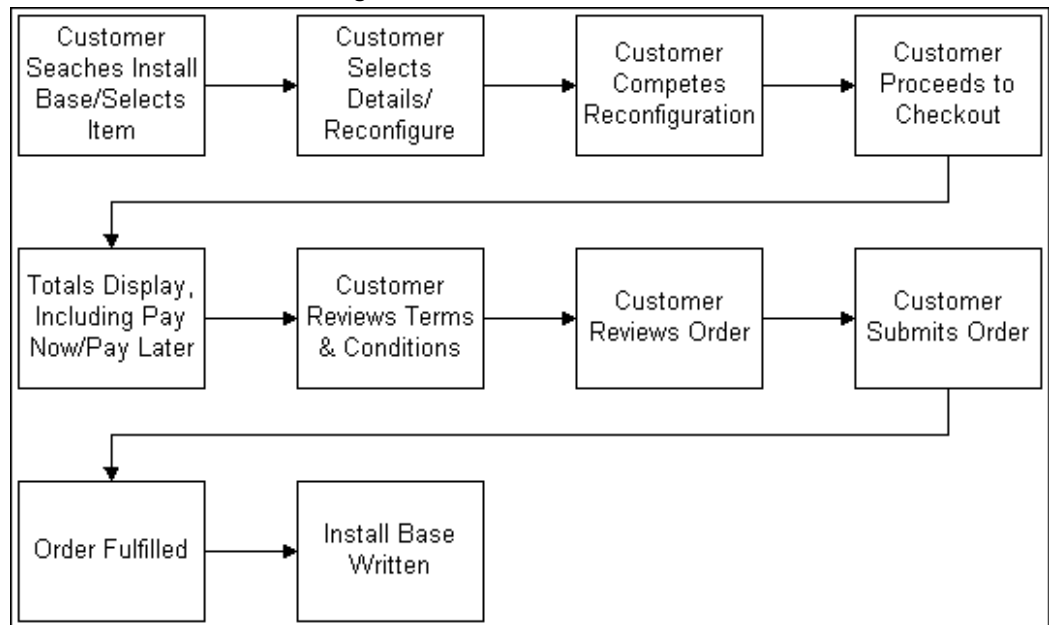 Customer
Seaches Install
Base/Selects
Item
Customer
Selects
Details/
Reconfigure
Customer
Competes
Reconfiguration
Customer
Proceeds to
Checkout
Totals Display,
Including Pay
Now/Pay Later
Customer
Reviews Terms
& Conditions
Customer
Reviews Order
Customer
Submits Order
Order Fulfilled
Install Base
Written